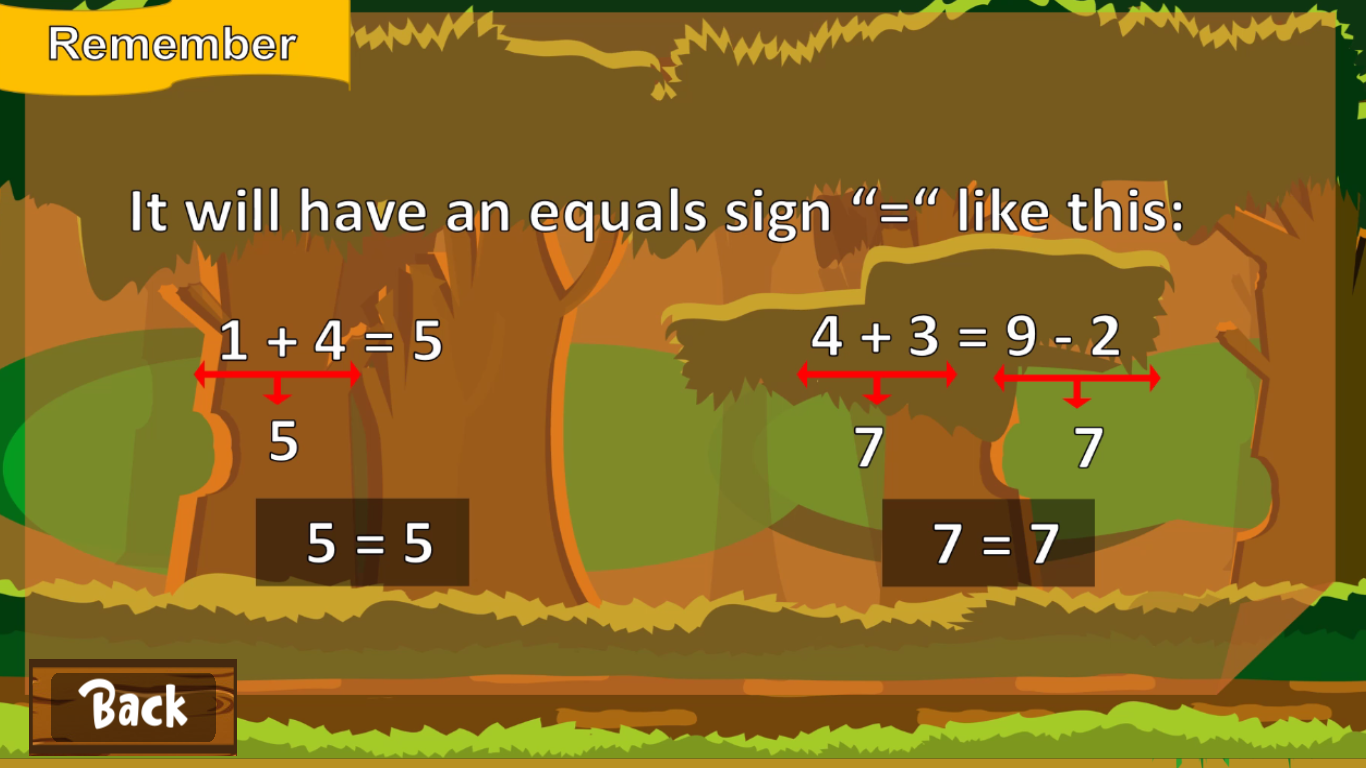 Remember
It will have an equals sign “=“ like this:
1 + 4 = 5
4 + 3 = 9 - 2
5
7
7
5 = 5
7 = 7
Back